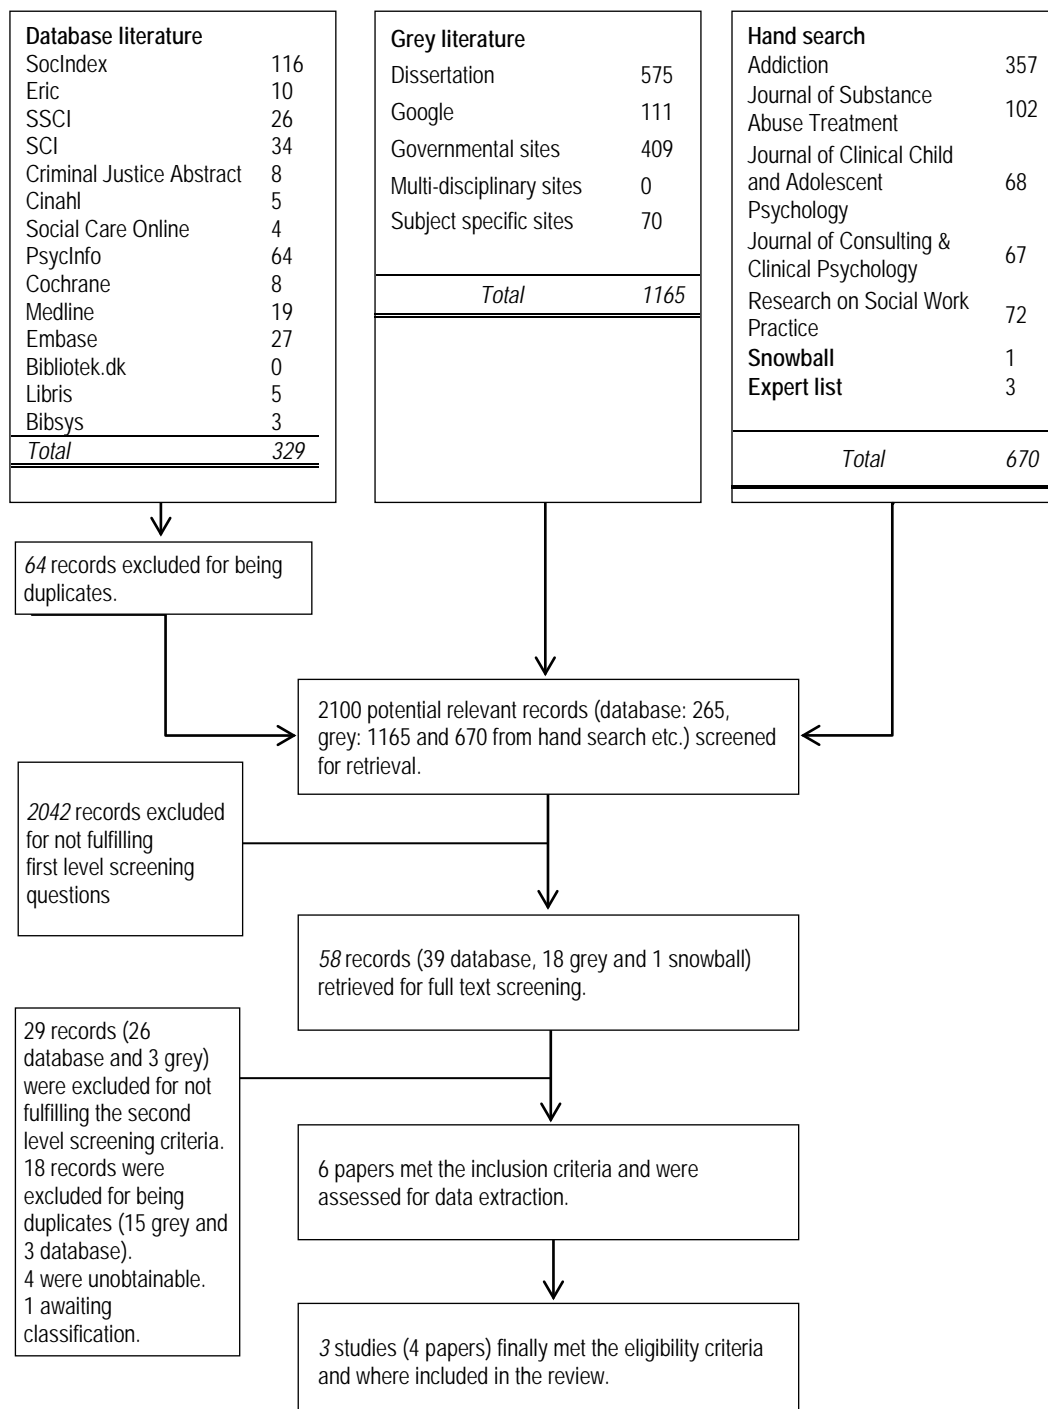 Database literature
SocIndex 116
Eric 10
SSCI 26
SCI 34
Criminal Justice Abstract 8
Cinahl 5
Social Care Online 4
PsycInfo 64
Cochrane 8
Medline 19
Embase 27
Bibliotek.dk 0
Libris 5
Bibsys 3
Total 329
Grey literature
Dissertation 575
Google 111
Governmental sites 409
Multi-disciplinary sites 0
Subject specific sites 70
Total 1165
Hand search
Addiction 357
Journal of Substance
Abuse Treatment 102
Journal of Clinical Child
and Adolescent 68
Psychology
Journal of Consulting &
Clinical Psychology 67
Research on Social Work
Practice 72
Snowball 1
Expert list 3
Total 670
64 records excluded for being
duplicates.
2100 potential relevant records (database: 265,
grey: 1165 and 670 from hand search etc.) screened
for retrieval.
2042 records excluded
for not fulfilling
first level screening
questions
58 records (39 database, 18 grey and 1 snowball)
retrieved for full text screening.
29 records (26
database and 3 grey)
were excluded for not
fulfilling the second
level screening criteria.
18 records were
excluded for being
duplicates (15 grey and
3 database).
4 were unobtainable.
1 awaiting
classification.
6 papers met the inclusion criteria and were
assessed for data extraction.
3 studies (4 papers) finally met the eligibility criteria
and where included in the review.